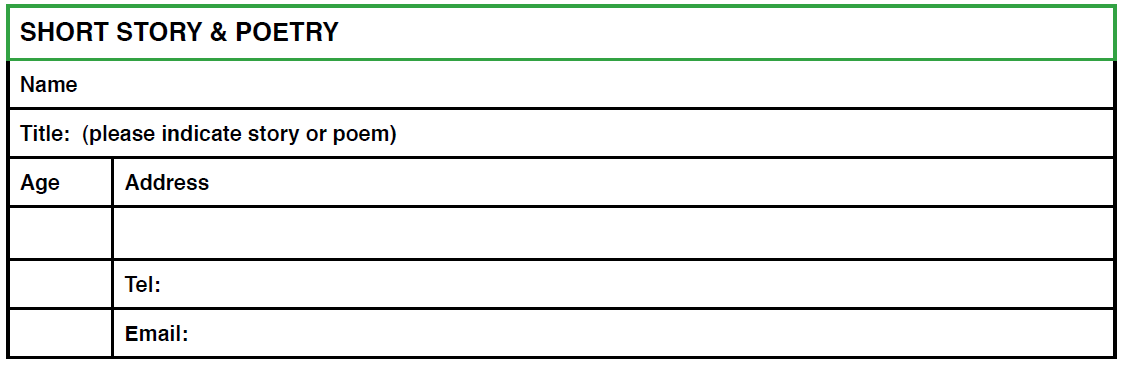 SHORT STORY & POETRY
Name
Title: (please indicate story or poem)
Age Address
Tel:
Email: